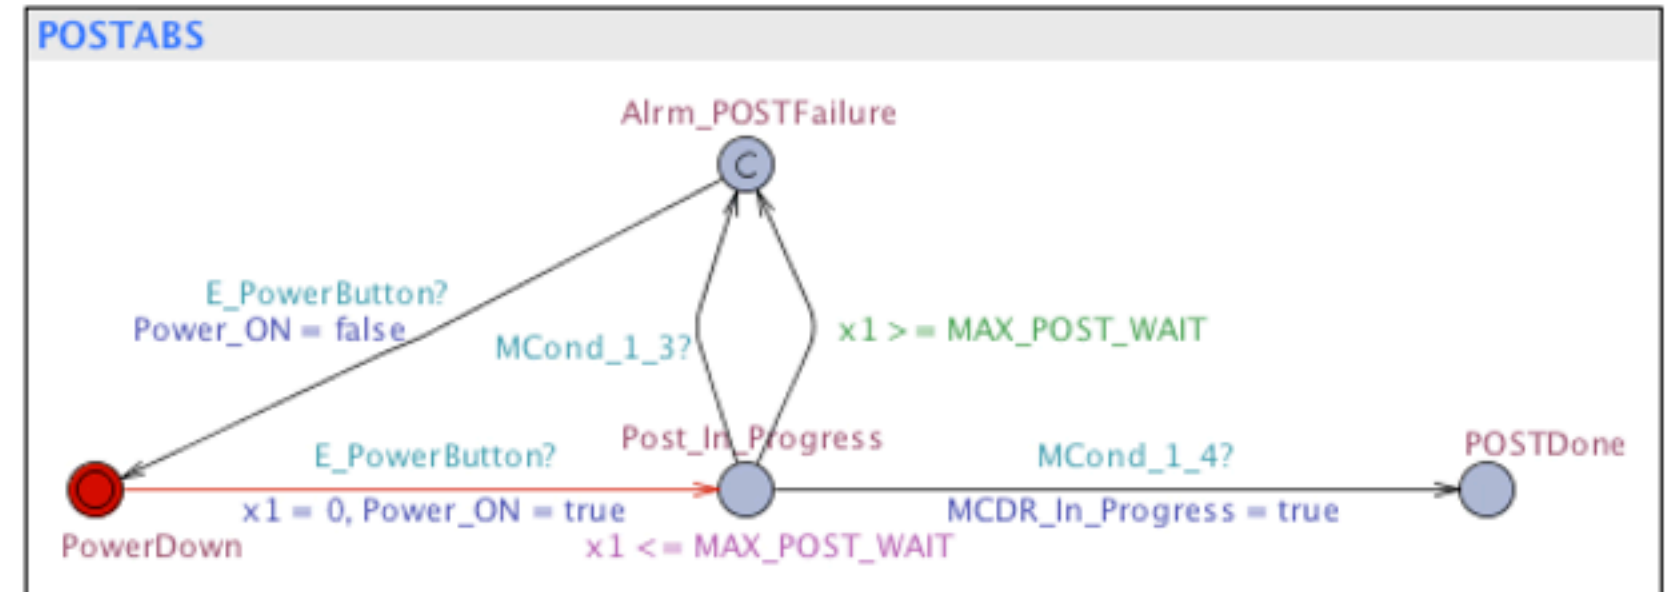 POSTABS
Alrm_POSTFailure
C
E_PowerButton?
Power_ON = false
MCond_1_3?
x1 >= MAX_POST_WAIT
Post_In_Progress
E_PowerButton?
MCond_1_4?
POSTDone
x1 = 0, Power_ON = true
MCDR_In_Progress = true
PowerDown
x1 <= MAX_POST_WAIT